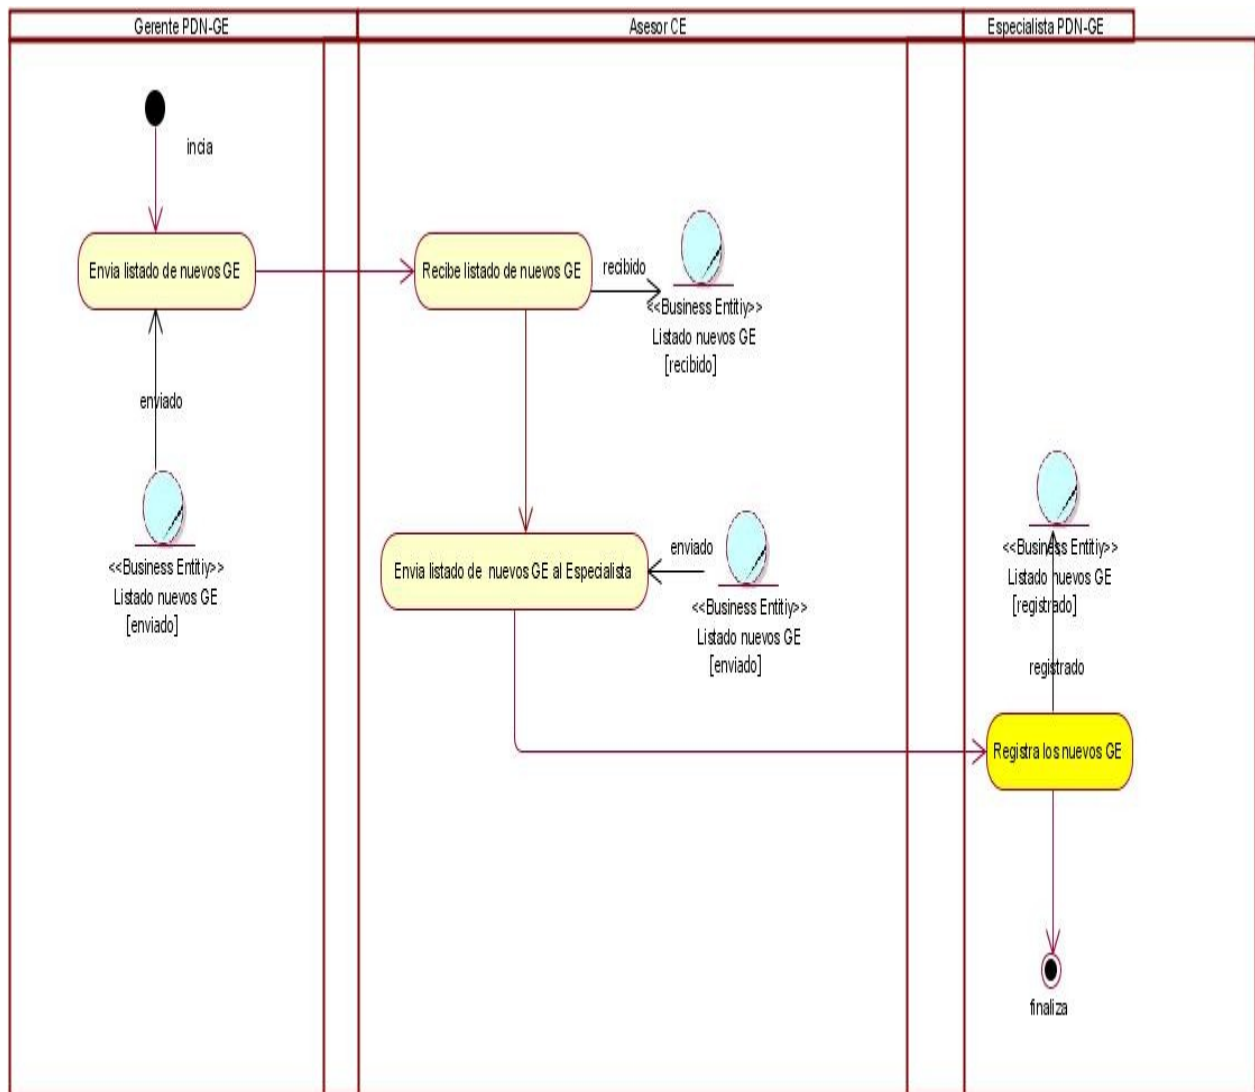 Gerente PDN-GE
Asesor CE
Especialista PDN-GE
incia
Envia listado de nuevos GE
enviado
<<Business Entitiy>>
Listado nuevos GE
[enviado]
Recibe listado de nuevos GE
recibido
<<Business Entitiy>>
Listado nuevos GE
[recibido]
Envia listado de nuevos GE al Especialista
enviado
<<Business Entitiy>>
Listado nuevos GE
[enviado]
<<Business Entitiy>>
Listado nuevos GE
[registrado]
registrado
Registra los nuevos GE
finaliza